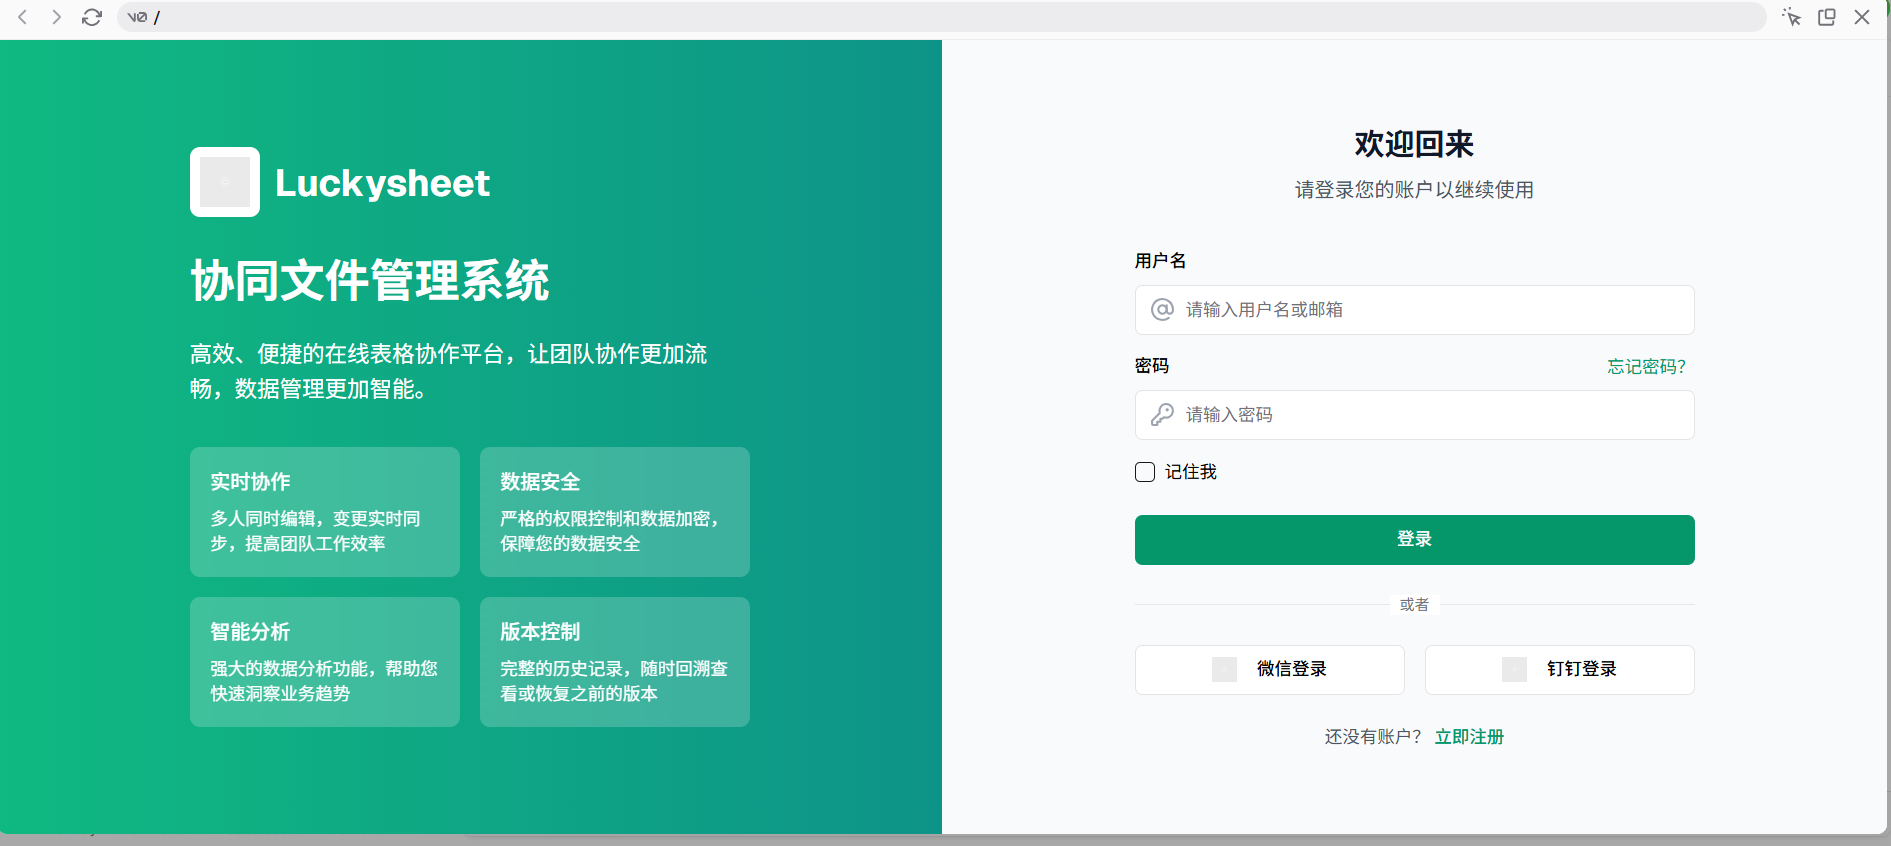 /
Luckysheet
协同文件管理系统
高效、便捷的在线表格协作平台，让团队协作更加流
畅，数据管理更加智能。
实时协作
多人同时编辑，变更实时同
步，提高团队工作效率
数据安全
严格的权限控制和数据加密，
保障您的数据安全
智能分析
强大的数据分析功能，帮助您
快速洞察业务趋势
版本控制
完整的历史记录，随时回溯查
看或恢复之前的版本
欢迎回来
请登录您的账户以继续使用
用户名
请输入用户名或邮箱
密码 忘记密码？
请输入密码
记住我
登录
或者
微信登录 钉钉登录
还没有账户？ 立即注册